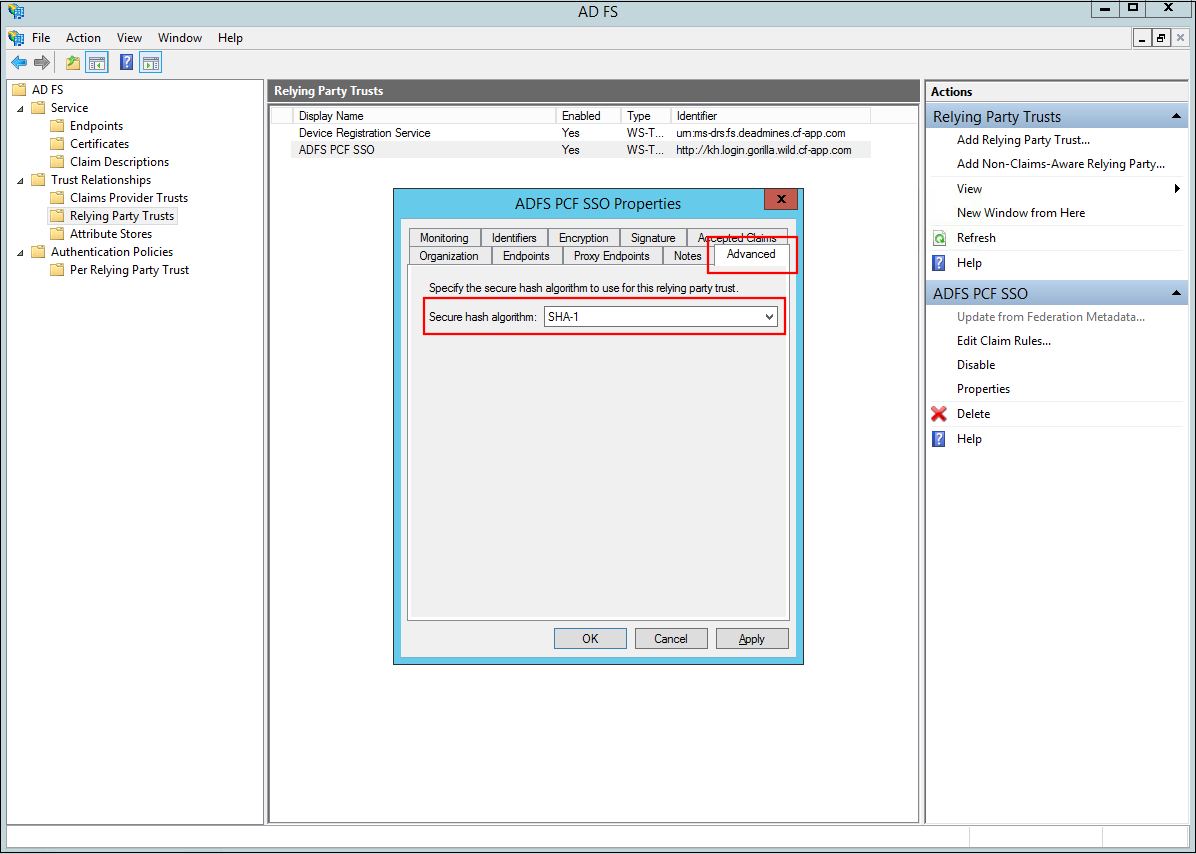 AD FS
File Action View Window Help
AD FS
Service
Endpoints
Certificates
Claim Descriptions
Trust Relationships
Claims Provider Trusts
Relying Party Trusts
Attribute Stores
Authentication Policies
Per Relying Party Trust
Relying Party Trusts
Display Name Enabled Type Identifier
Device Registration Service Yes WS-T... urn:ms-drs:fs.deadmines.cf-app.com
ADFS PCF SSO Yes WS-T... http://kh.login.gorilla.wild.cf-app.com
ADFS PCF SSO Properties
Monitoring Identifiers Encryption Signature Accepted Claims
Organization Endpoints Proxy Endpoints Notes Advanced
Specify the secure hash algorithm to use for this relying party trust.
Secure hash algorithm: SHA-1
OK Cancel Apply
Actions
Relying Party Trusts
Add Relying Party Trust...
Add Non-Claims-Aware Relying Party...
View
New Window from Here
Refresh
Help
ADFS PCF SSO
Update from Federation Metadata...
Edit Claim Rules...
Disable
Properties
Delete
Help